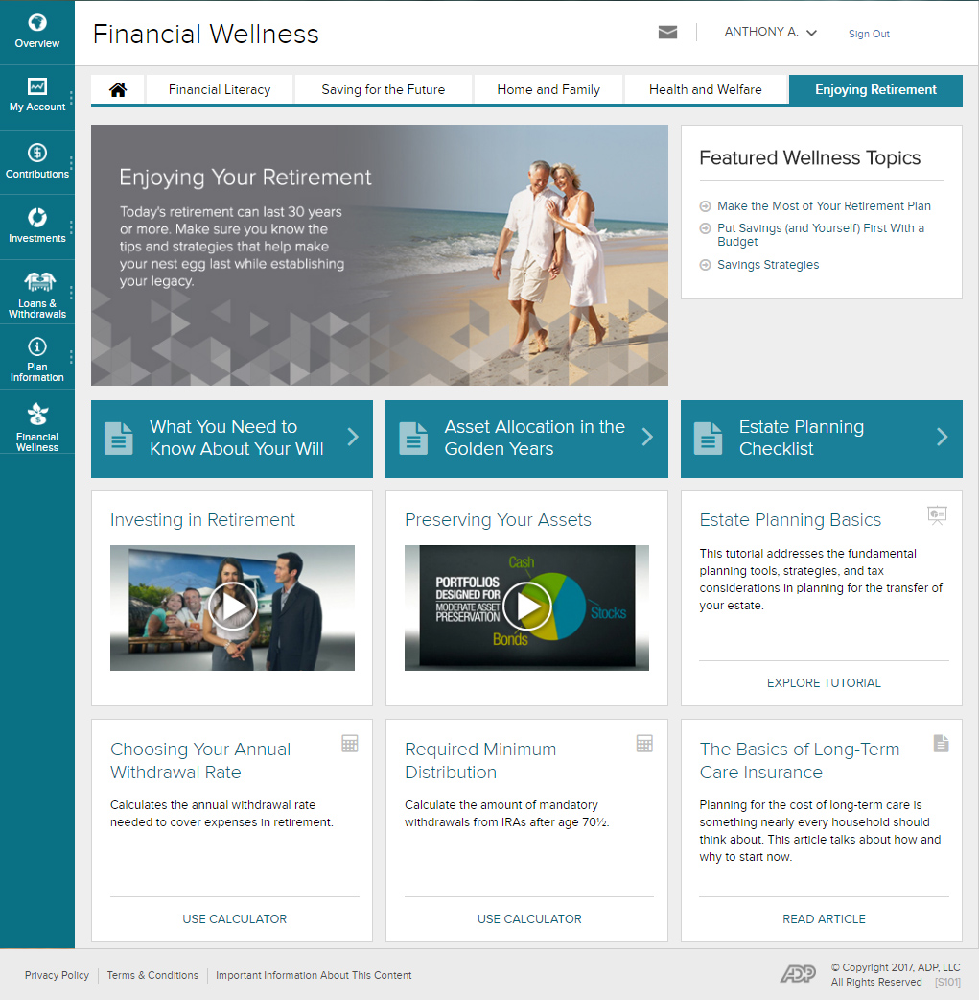 Overview
My Account
Contributions
Investments
Loans &
Withdrawals
Plan
Information
Financial
Wellness
Financial Wellness
ANTHONY A.
Sign Out
Financial Literacy
Saving for the Future
Home and Family
Health and Welfare
Enjoying Retirement
Enjoying Your Retirement
Today's retirement can last 30 years
or more. Make sure you know the
tips and strategies that help make
your nest egg last while establishing
your legacy.
Featured Wellness Topics
Make the Most of Your Retirement Plan
Put Savings (and Yourself) First With a
Budget
Savings Strategies
What You Need to
Know About Your Will
Asset Allocation in the
Golden Years
Estate Planning
Checklist
Investing in Retirement
Preserving Your Assets
PORTFOLIOS
DESIGNED FOR
MODERATE ASSET
PRESERVATION
Cash
Stocks
Bonds
Estate Planning Basics
This tutorial addresses the fundamental
planning tools, strategies, and tax
considerations in planning for the transfer of
your estate.
EXPLORE TUTORIAL
Choosing Your Annual
Withdrawal Rate
Calculates the annual withdrawal rate
needed to cover expenses in retirement.
USE CALCULATOR
Required Minimum
Distribution
Calculate the amount of mandatory
withdrawals from IRAs after age 70½.
USE CALCULATOR
The Basics of Long-Term
Care Insurance
Planning for the cost of long-term care is
something nearly every household should
think about. This article talks about how and
why to start now.
READ ARTICLE
Privacy Policy
Terms & Conditions
Important Information About This Content
ADP
© Copyright 2017, ADP, LLC
All Rights Reserved [S101]